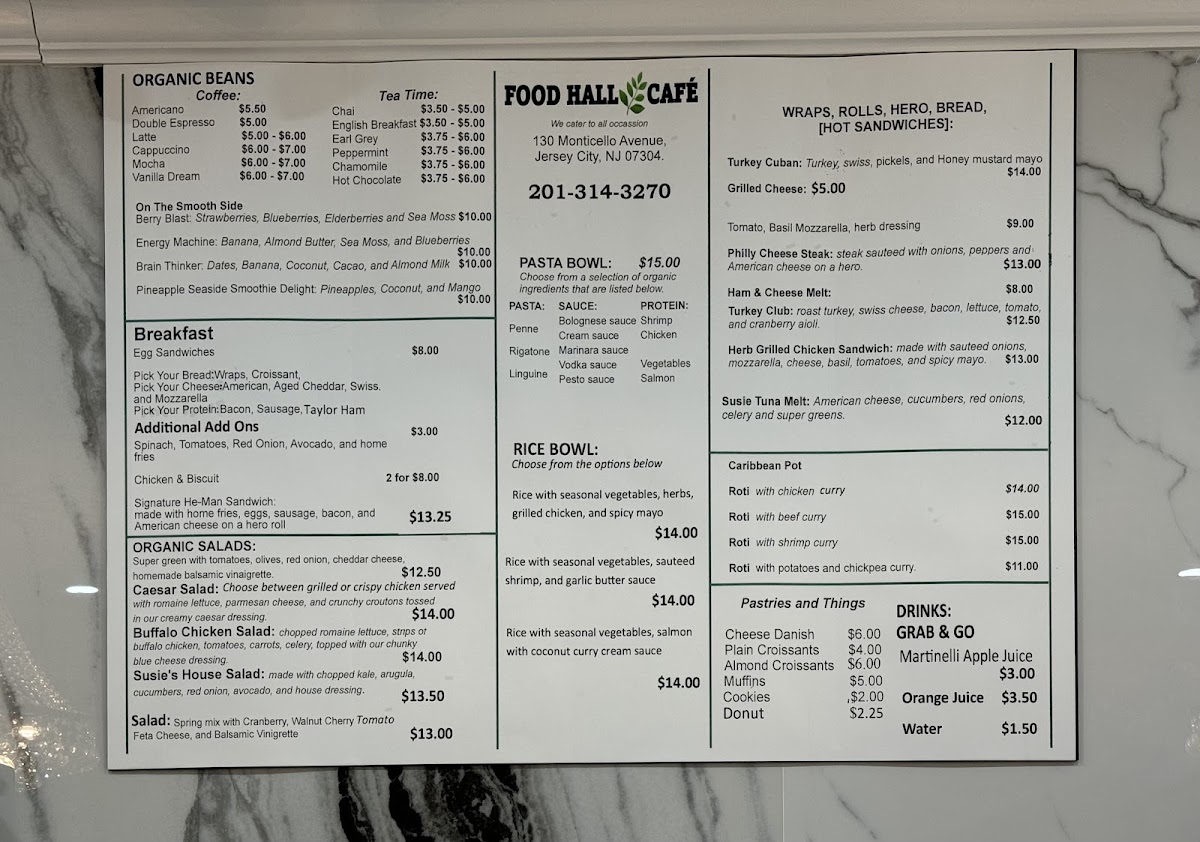 ORGANIC BEANS
Coffee:
Americano $5.50
Double Espresso $5.00
Latte $5.00 - $6.00
Cappuccino $6.00 - $7.00
Mocha $6.00 - $7.00
Vanilla Dream $6.00 - $7.00
Tea Time:
Chai $3.50 - $5.00
English Breakfast $3.50 - $5.00
Earl Grey $3.75 - $6.00
Peppermint $3.75 - $6.00
Chamomile $3.75 - $6.00
Hot Chocolate $3.75 - $6.00
On The Smooth Side
Berry Blast: Strawberries, Blueberries, Elderberries and Sea Moss $10.00
Energy Machine: Banana, Almond Butter, Sea Moss, and Blueberries
$10.00
Brain Thinker: Dates, Banana, Coconut, Cacao, and Almond Milk $10.00
Pineapple Seaside Smoothie Delight: Pineapples, Coconut, and Mango
$10.00
Breakfast
Egg Sandwiches $8.00
Pick Your Bread:Wraps, Croissant,
Pick Your Cheese:American, Aged Cheddar, Swiss.
and Mozzarella
Pick Your Protein:Bacon, Sausage, Taylor Ham
Additional Add Ons $3.00
Spinach, Tomatoes, Red Onion, Avocado, and home
fries
Chicken & Biscuit 2 for $8.00
Signature He-Man Sandwich:
made with home fries, eggs, sausage, bacon, and
American cheese on a hero roll $13.25
ORGANIC SALADS:
Super green with tomatoes, olives, red onion, cheddar cheese,
homemade balsamic vinaigrette. $12.50
Caesar Salad: Choose between grilled or crispy chicken served
with romaine lettuce, parmesan cheese, and crunchy croutons tossed
in our creamy caesar dressing. $14.00
Buffalo Chicken Salad: chopped romaine lettuce, strips of
buffalo chicken, tomatoes, carrots, celery, topped with our chunky
blue cheese dressing. $14.00
Susie's House Salad: made with chopped kale, arugula,
cucumbers, red onion, avocado, and house dressing. $13.50
Salad: Spring mix with Cranberry, Walnut Cherry Tomato
Feta Cheese, and Balsamic Vinigrette $13.00
FOOD HALL CAFÉ
We cater to all occassion
130 Monticello Avenue,
Jersey City, NJ 07304.
201-314-3270
PASTA BOWL: $15.00
Choose from a selection of organic
ingredients that are listed below.
PASTA: SAUCE: PROTEIN:
Penne
Rigatone
Linguine
Bolognese sauce
Cream sauce
Marinara sauce
Vodka sauce
Pesto sauce
Shrimp
Chicken
Vegetables
Salmon
RICE BOWL:
Choose from the options below
Rice with seasonal vegetables, herbs,
grilled chicken, and spicy mayo
$14.00
Rice with seasonal vegetables, sauteed
shrimp, and garlic butter sauce
$14.00
Rice with seasonal vegetables, salmon
with coconut curry cream sauce
$14.00
WRAPS, ROLLS, HERO, BREAD,
[HOT SANDWICHES]:
Turkey Cuban: Turkey, swiss, pickels, and Honey mustard mayo
$14.00
Grilled Cheese: $5.00
Tomato, Basil Mozzarella, herb dressing $9.00
Philly Cheese Steak: steak sauteed with onions, peppers and
American cheese on a hero. $13.00
Ham & Cheese Melt: $8.00
Turkey Club: roast turkey, swiss cheese, bacon, lettuce, tomato,
and cranberry aioli. $12.50
Herb Grilled Chicken Sandwich: made with sauteed onions,
mozzarella, cheese, basil, tomatoes, and spicy mayo. $13.00
Susie Tuna Melt: American cheese, cucumbers, red onions,
celery and super greens. $12.00
Caribbean Pot
Roti with chicken curry $14.00
Roti with beef curry $15.00
Roti with shrimp curry $15.00
Roti with potatoes and chickpea curry. $11.00
Pastries and Things
Cheese Danish $6.00
Plain Croissants $4.00
Almond Croissants $6.00
Muffins $5.00
Cookies ,$2.00
Donut $2.25
DRINKS:
GRAB & GO
Martinelli Apple Juice
$3.00
Orange Juice $3.50
Water $1.50